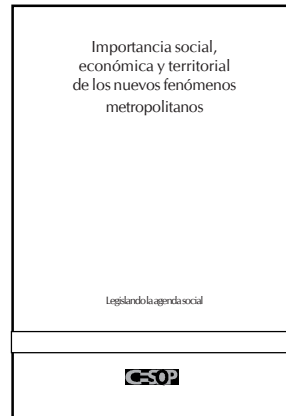 Importancia social,
económica y territorial
de los nuevos fenómenos
metropolitanos
Legislando la agenda social
CESOP